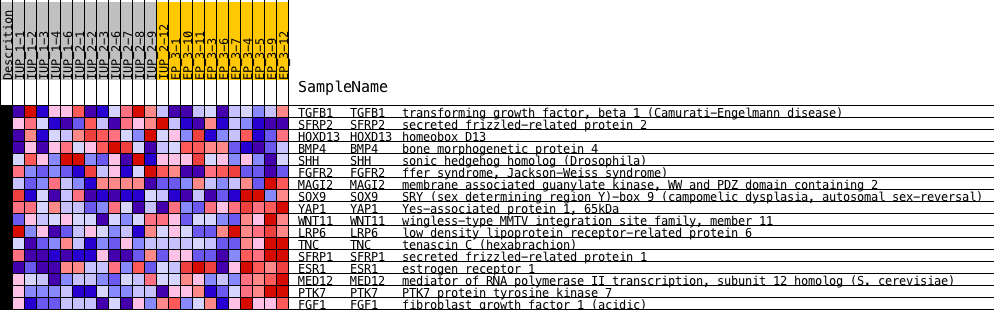 Descrition
IUP_1-1
IUP_1-2
IUP_1-3
IUP_1-4
IUP_1-6
IUP_2-1
IUP_2-2
IUP_2-3
IUP_2-6
IUP_2-7
IUP_2-8
IUP_2-9
IUP_2-12
EP_3-1
EP_3-10
EP_3-11
EP_3-3
EP_3-6
EP_3-7
EP_3-4
EP_3-5
EP_3-9
EP_3-12
SampleName
TGFB1 TGFB1 transforming growth factor, beta 1 (Camurati-Engelmann disease)
SFRP2 SFRP2 secreted frizzled-related protein 2
HOXD13 HOXD13 homeobox D13
BMP4 BMP4 bone morphogenetic protein 4
SHH SHH sonic hedgehog homolog (Drosophila)
FGFR2 FGFR2 ffer syndrome, Jackson-Weiss syndrome)
MAGI2 MAGI2 membrane associated guanylate kinase, WW and PDZ domain containing 2
SOX9 SOX9 SRY (sex determining region Y)-box 9 (campomelic dysplasia, autosomal sex-reversal)
YAP1 YAP1 Yes-associated protein 1, 65kDa
WNT11 WNT11 wingless-type MMTV integration site family, member 11
LRP6 LRP6 low density lipoprotein receptor-related protein 6
TNC TNC tenascin C (hexabrachion)
SFRP1 SFRP1 secreted frizzled-related protein 1
ESR1 ESR1 estrogen receptor 1
MED12 MED12 mediator of RNA polymerase II transcription, subunit 12 homolog (S. cerevisiae)
PTK7 PTK7 PTK7 protein tyrosine kinase 7
FGF1 FGF1 fibroblast growth factor 1 (acidic)